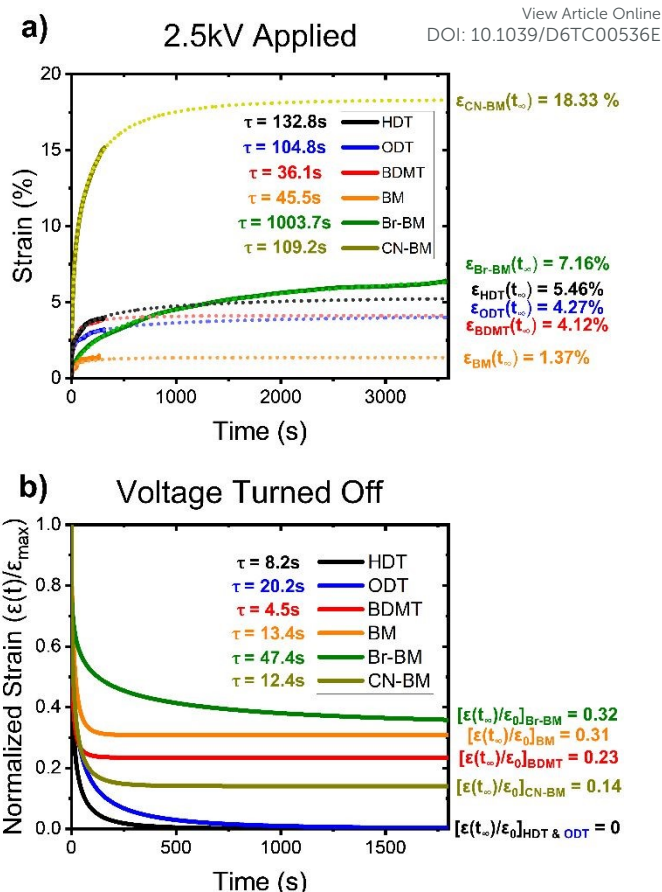 View Article Online
DOI: 10.1039/D6TC00536E
a)
2.5kV Applied
20
15
10
5
0
Strain (%)
τ = 132.8s HDT
τ = 104.8s ODT
τ = 36.1s BDMT
τ = 45.5s BM
τ = 1003.7s Br-BM
τ = 109.2s CN-BM
εCN-BM(t∞) = 18.33 %
εBr-BM(t∞) = 7.16%
εHDT(t∞) = 5.46%
εODT(t∞) = 4.27%
εBDMT(t∞) = 4.12%
εBM(t∞) = 1.37%
0 1000 2000 3000
Time (s)
b)
Voltage Turned Off
1.0
0.8
0.6
0.4
0.2
0.0
Normalized Strain (ε(t)/εmax)
τ = 8.2s HDT
τ = 20.2s ODT
τ = 4.5s BDMT
τ = 13.4s BM
τ = 47.4s Br-BM
τ = 12.4s CN-BM
[ε(t∞)/ε0]Br-BM = 0.32
[ε(t∞)/ε0]BM = 0.31
[ε(t∞)/ε0]BDMT = 0.23
[ε(t∞)/ε0]CN-BM = 0.14
[ε(t∞)/ε0]HDT & ODT = 0
0 500 1000 1500
Time (s)